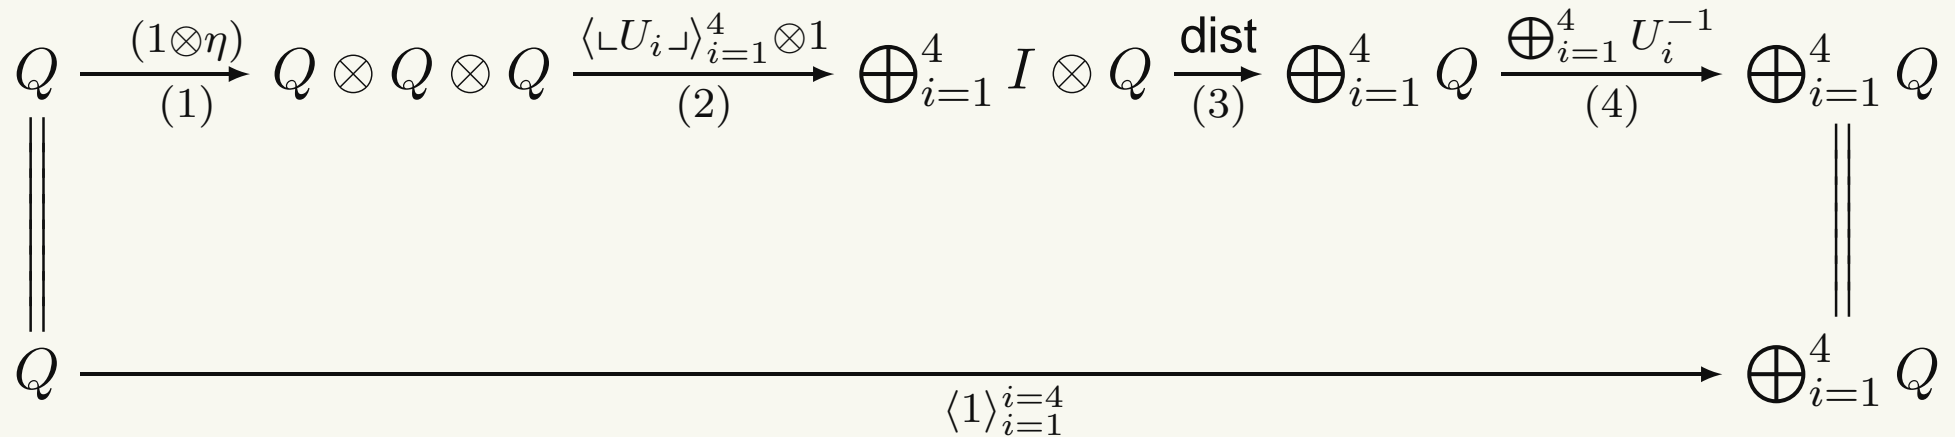 Q (1⊗η) (1) Q ⊗ Q ⊗ Q ⟨⌞U_i⌟⟩_{i=1}^4⊗1 (2) ⨁_{i=1}^4 I ⊗ Q dist (3) ⨁_{i=1}^4 Q ⨁_{i=1}^4 U_i^{-1} (4) ⨁_{i=1}^4 Q
Q ⟨1⟩_{i=1}^{i=4} ⨁_{i=1}^4 Q